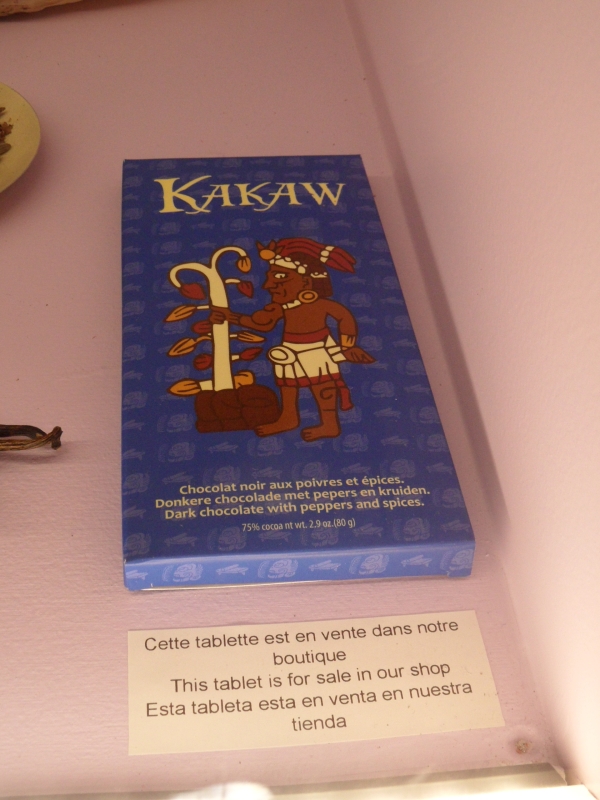 KAKAW
Chocolat noir aux poivres et épices.
Donkere chocolade met pepers en kruiden.
Dark chocolate with peppers and spices.
75% cocoa nt wt. 2.9 oz.(80 g)
Cette tablette est en vente dans notre
boutique
This tablet is for sale in our shop
Esta tableta esta en venta en nuestra
tienda